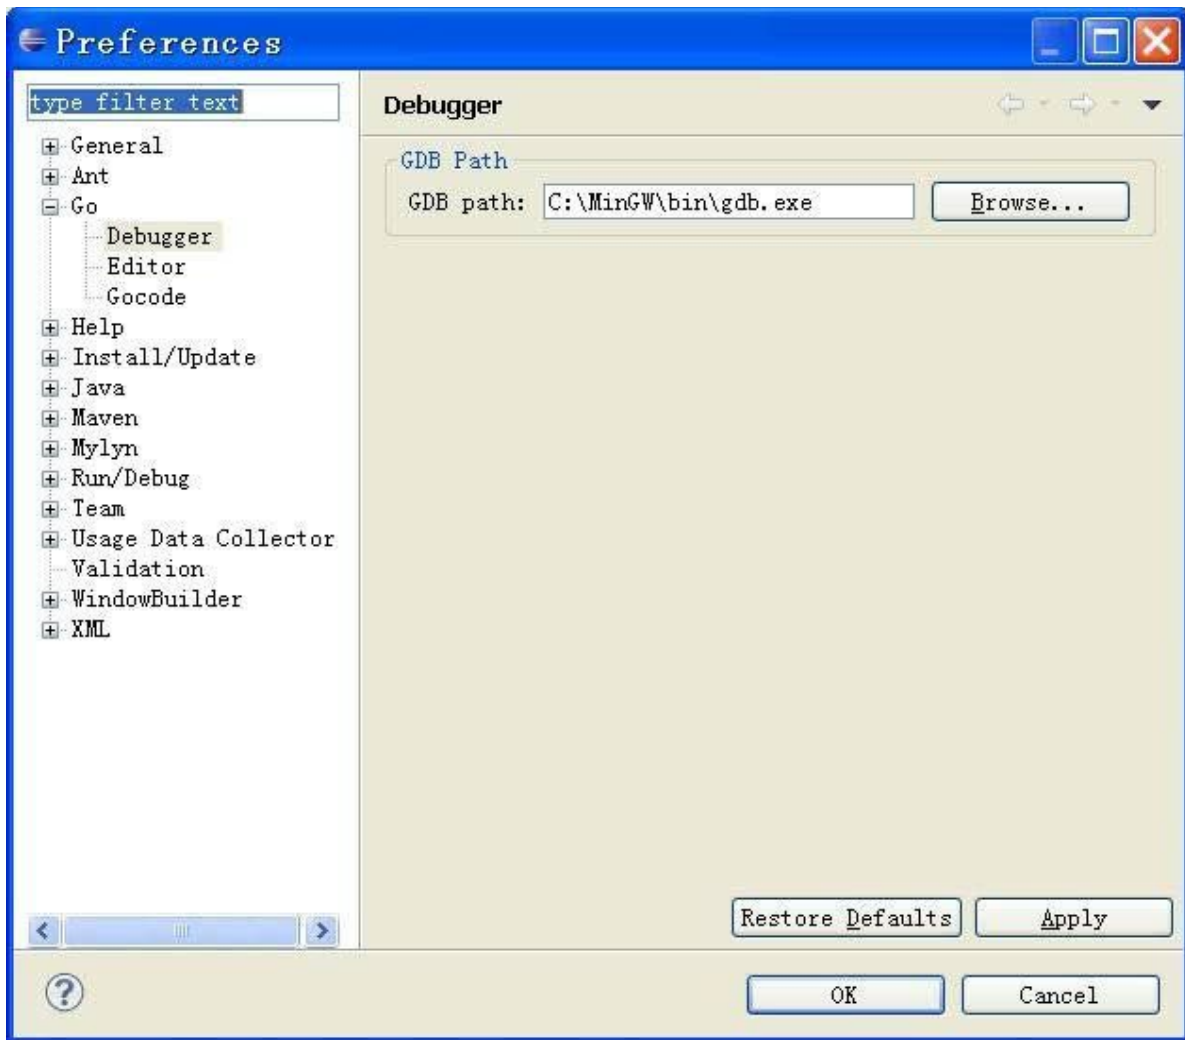 Preferences
type filter text
General
Ant
Go
Debugger
Editor
Gocode
Help
Install/Update
Java
Maven
Mylyn
Run/Debug
Team
Usage Data Collector
Validation
WindowBuilder
XML
Debugger
GDB Path
GDB path: C:\MinGW\bin\gdb.exe Browse...
Restore Defaults Apply
? OK Cancel